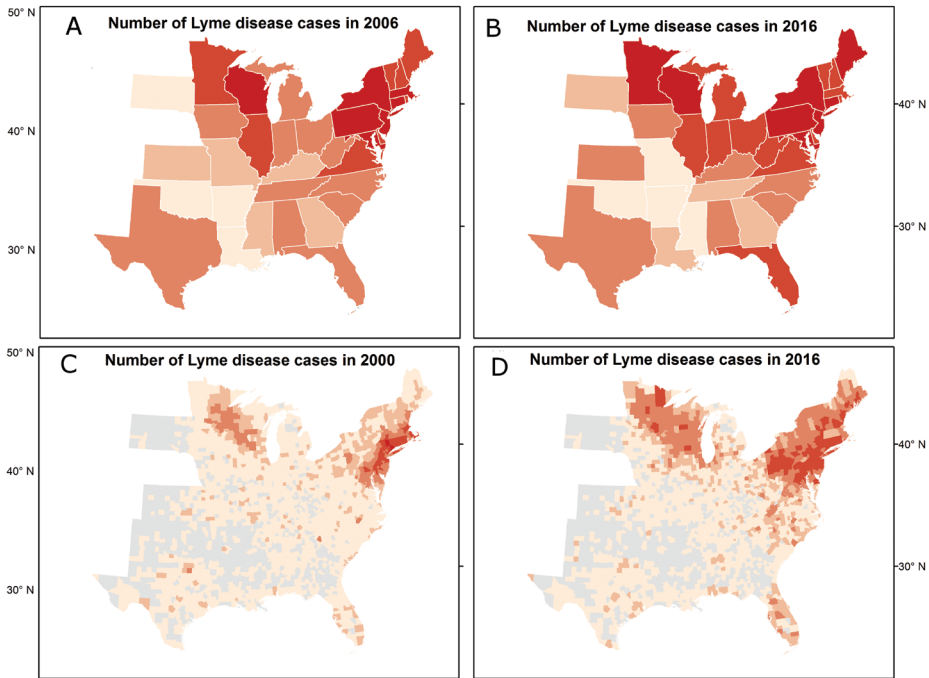 A Number of Lyme disease cases in 2006
B Number of Lyme disease cases in 2016
50° N
40° N
30° N
40° N
30° N
C Number of Lyme disease cases in 2000
D Number of Lyme disease cases in 2016
50° N
40° N
30° N
40° N
30° N